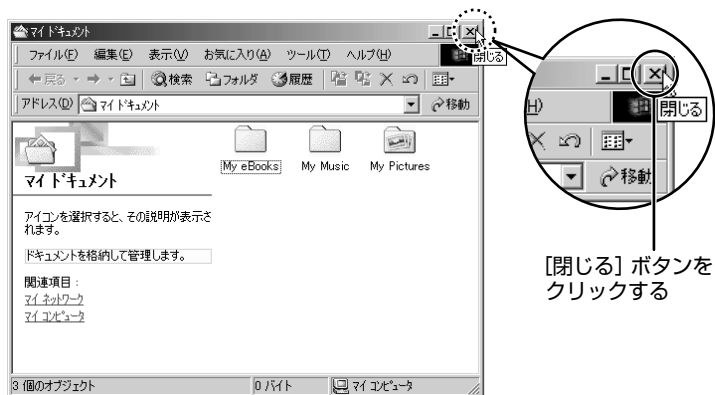 マイ ドキュメント
ファイル(F) 編集(E) 表示(V) お気に入り(A) ツール(T) ヘルプ(H)
閉じる
戻る 検索 フォルダ 履歴
アドレス(D) マイ ドキュメント 移動
マイ ドキュメント
My eBooks My Music My Pictures
アイコンを選択すると、その説明が表示さ
れます。
ドキュメントを格納して管理します。
関連項目:
マイ ネットワーク
マイ コンピュータ
3 個のオブジェクト 0 バイト マイ コンピュータ
H)
閉じる
移動
[閉じる] ボタンを
クリックする